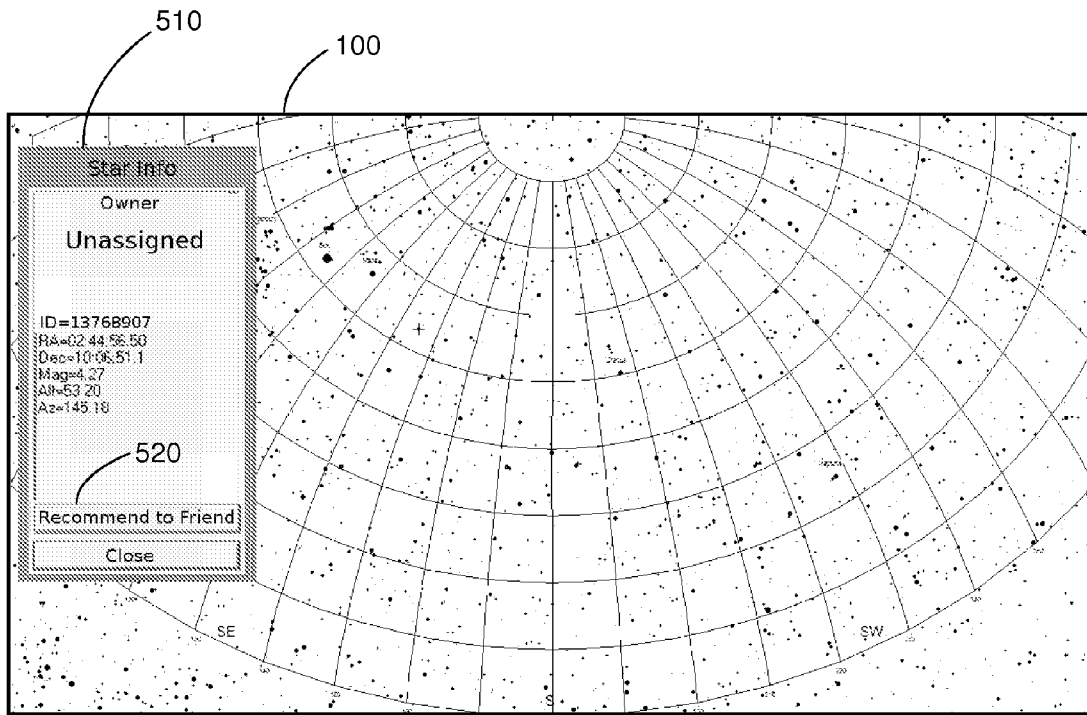 510
100
Star Info
Owner
Unassigned
ID=13768907
RA=02:44:56.50
Dec=10:06:51.1
Mag=4.27
Alt=53.20
Az=145.18
520
Recommend to Friend
Close
SE
SW
S